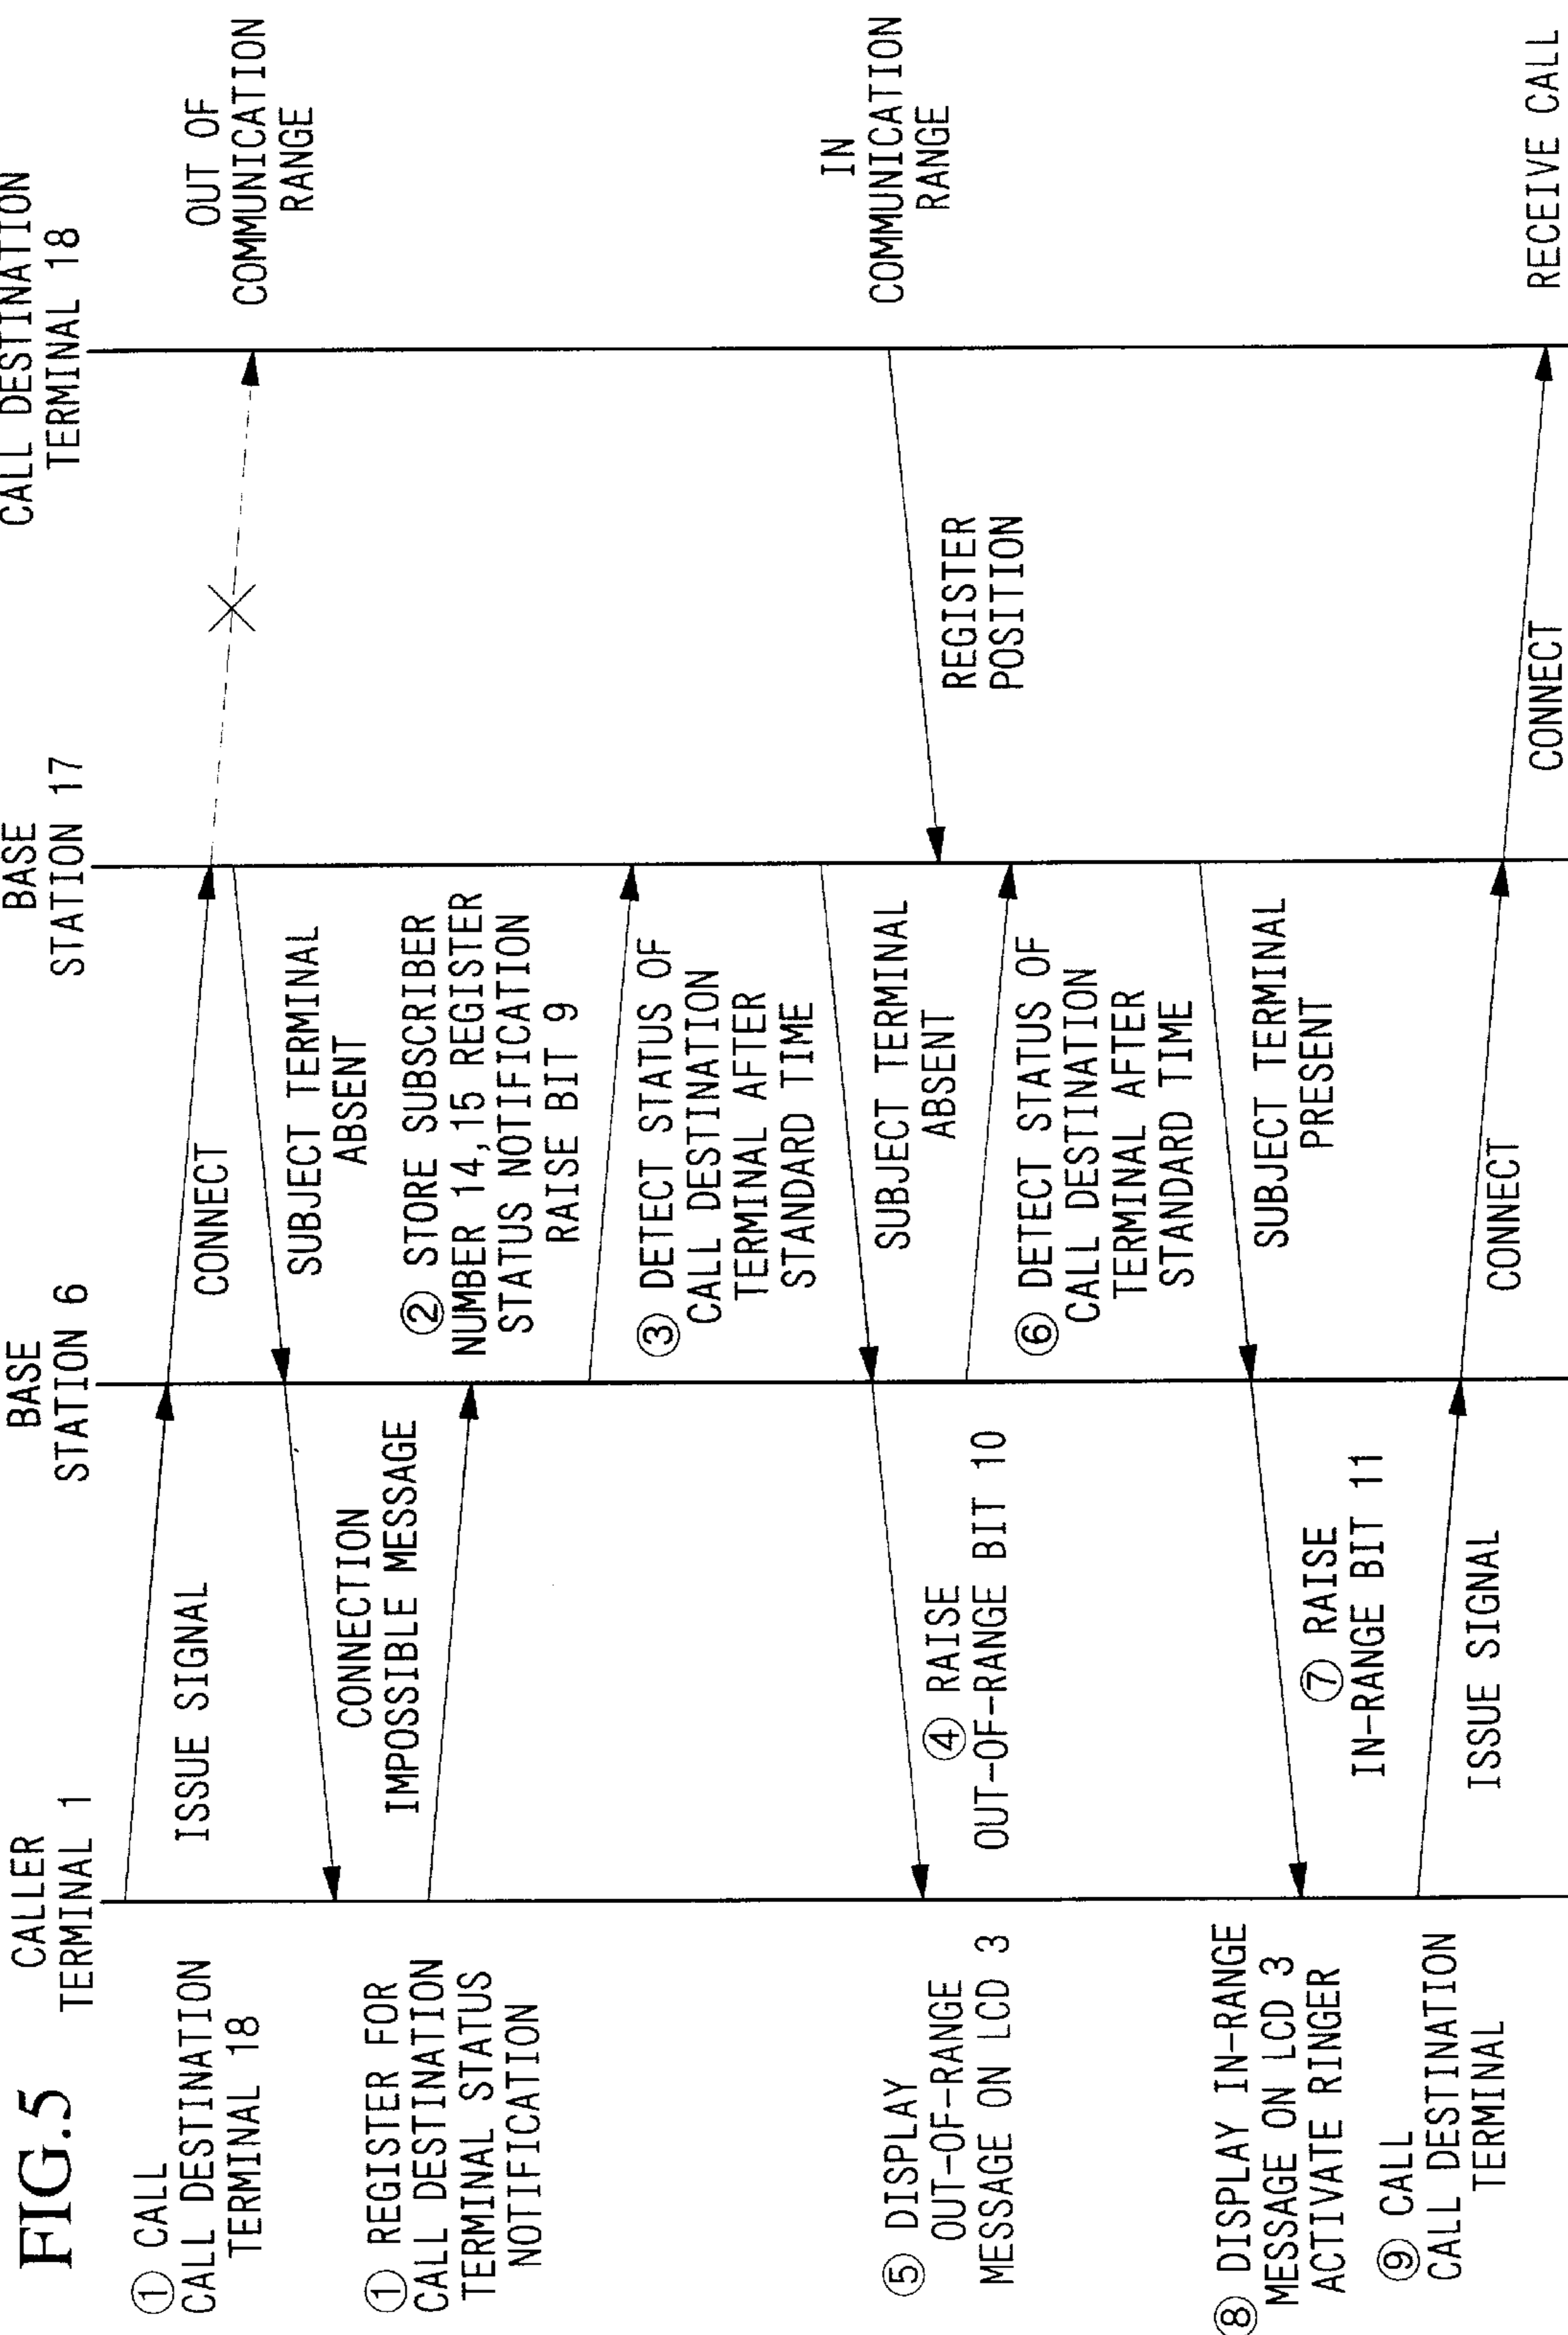 FIG.5
CALLER
TERMINAL 1
BASE
STATION 6
BASE
STATION 17
CALL DESTINATION
TERMINAL 18
① CALL
CALL DESTINATION
TERMINAL 18
ISSUE SIGNAL
CONNECT
OUT OF
COMMUNICATION
RANGE
SUBJECT TERMINAL
ABSENT
CONNECTION
IMPOSSIBLE MESSAGE
① REGISTER FOR
CALL DESTINATION
TERMINAL STATUS
NOTIFICATION
② STORE SUBSCRIBER
NUMBER 14,15 REGISTER
STATUS NOTIFICATION
RAISE BIT 9
③ DETECT STATUS OF
CALL DESTINATION
TERMINAL AFTER
STANDARD TIME
SUBJECT TERMINAL
ABSENT
④ RAISE
OUT-OF-RANGE BIT 10
⑤ DISPLAY
OUT-OF-RANGE
MESSAGE ON LCD 3
IN
COMMUNICATION
RANGE
REGISTER
POSITION
⑥ DETECT STATUS OF
CALL DESTINATION
TERMINAL AFTER
STANDARD TIME
SUBJECT TERMINAL
PRESENT
⑦ RAISE
IN-RANGE BIT 11
⑧ DISPLAY IN-RANGE
MESSAGE ON LCD 3
ACTIVATE RINGER
⑨ CALL
CALL DESTINATION
TERMINAL
ISSUE SIGNAL
CONNECT
CONNECT
RECEIVE CALL